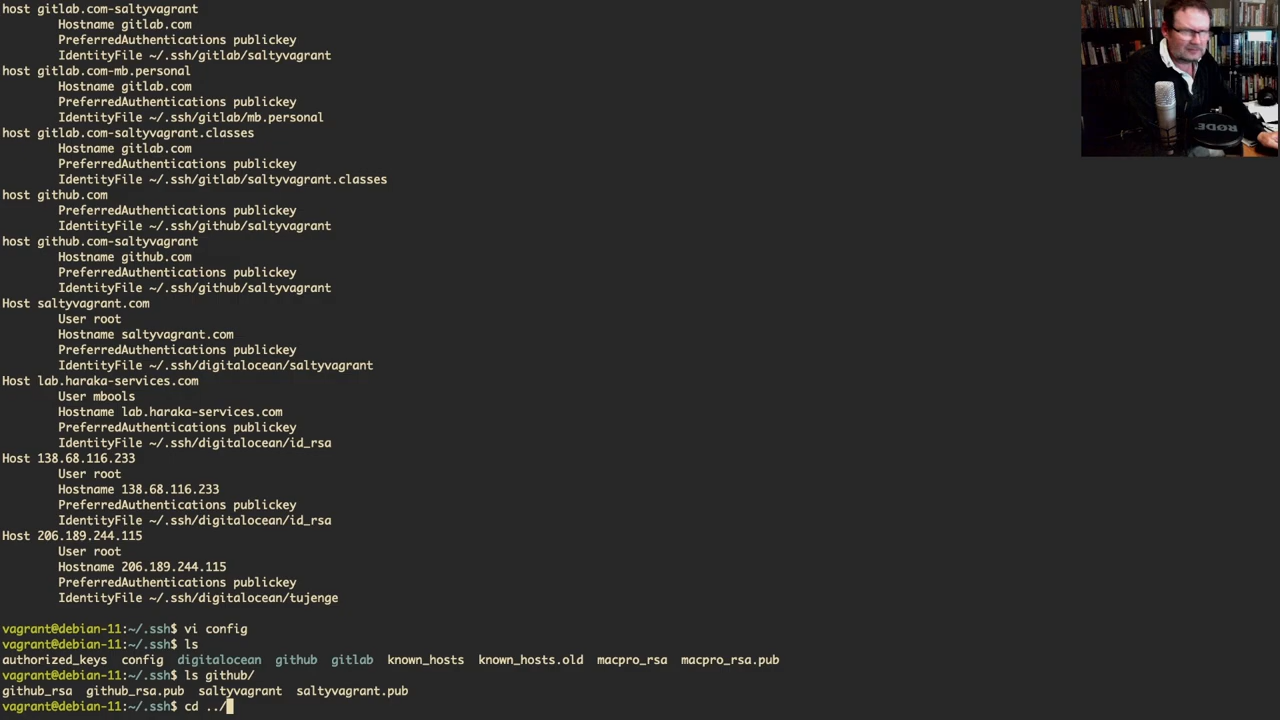 host gitlab.com-saltyvagrant
Hostname gitlab.com
PreferredAuthentications publickey
IdentityFile ~/.ssh/gitlab/saltyvagrant
host gitlab.com-mb.personal
Hostname gitlab.com
PreferredAuthentications publickey
IdentityFile ~/.ssh/gitlab/mb.personal
host gitlab.com-saltyvagrant.classes
Hostname gitlab.com
PreferredAuthentications publickey
IdentityFile ~/.ssh/gitlab/saltyvagrant.classes
host github.com
PreferredAuthentications publickey
IdentityFile ~/.ssh/github/saltyvagrant
host github.com-saltyvagrant
Hostname github.com
PreferredAuthentications publickey
IdentityFile ~/.ssh/github/saltyvagrant
Host saltyvagrant.com
User root
Hostname saltyvagrant.com
PreferredAuthentications publickey
IdentityFile ~/.ssh/digitalocean/saltyvagrant
Host lab.haraka-services.com
User mbools
Hostname lab.haraka-services.com
PreferredAuthentications publickey
IdentityFile ~/.ssh/digitalocean/id_rsa
Host 138.68.116.233
User root
Hostname 138.68.116.233
PreferredAuthentications publickey
IdentityFile ~/.ssh/digitalocean/id_rsa
Host 206.189.244.115
User root
Hostname 206.189.244.115
PreferredAuthentications publickey
IdentityFile ~/.ssh/digitalocean/tujenge
vagrant@debian-11:~/.ssh$ vi config
vagrant@debian-11:~/.ssh$ ls
authorized_keys config digitalocean github gitlab known_hosts known_hosts.old macpro_rsa macpro_rsa.pub
vagrant@debian-11:~/.ssh$ ls github/
github_rsa github_rsa.pub saltyvagrant saltyvagrant.pub
vagrant@debian-11:~/.ssh$ cd ../
RØDE